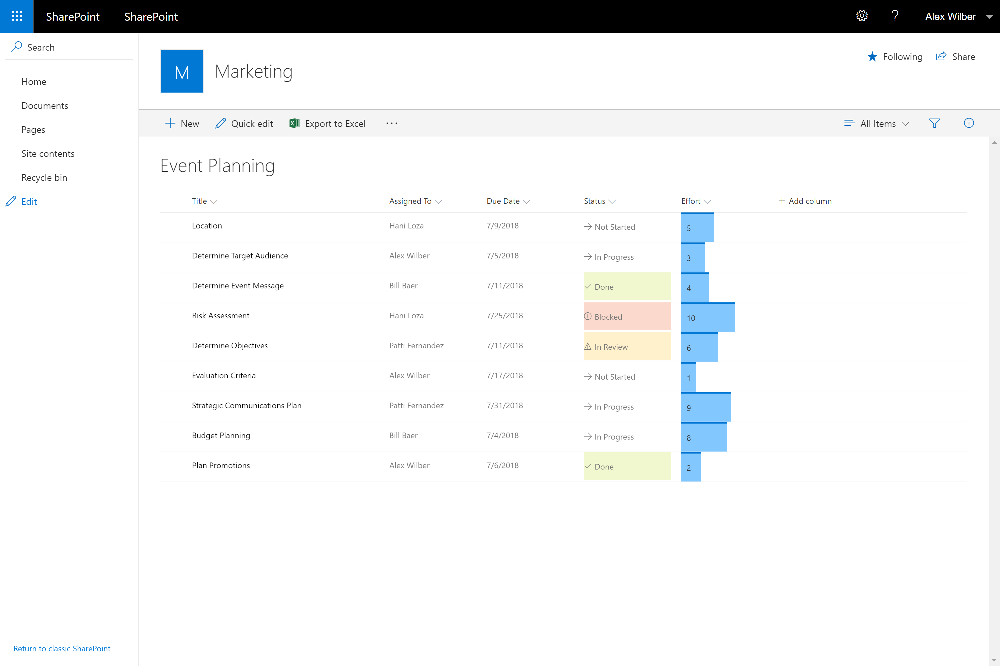 SharePoint SharePoint ? Alex Wilber
Search
Home
Documents
Pages
Site contents
Recycle bin
Edit
Return to classic SharePoint
M Marketing
Following Share
New Quick edit Export to Excel ··· All Items
Event Planning
Title Assigned To Due Date Status Effort + Add column
Location Hani Loza 7/9/2018 Not Started 5
Determine Target Audience Alex Wilber 7/5/2018 In Progress 3
Determine Event Message Bill Baer 7/11/2018 Done 4
Risk Assessment Hani Loza 7/25/2018 Blocked 10
Determine Objectives Patti Fernandez 7/11/2018 In Review 6
Evaluation Criteria Alex Wilber 7/17/2018 Not Started 1
Strategic Communications Plan Patti Fernandez 7/31/2018 In Progress 9
Budget Planning Bill Baer 7/4/2018 In Progress 8
Plan Promotions Alex Wilber 7/6/2018 Done 2